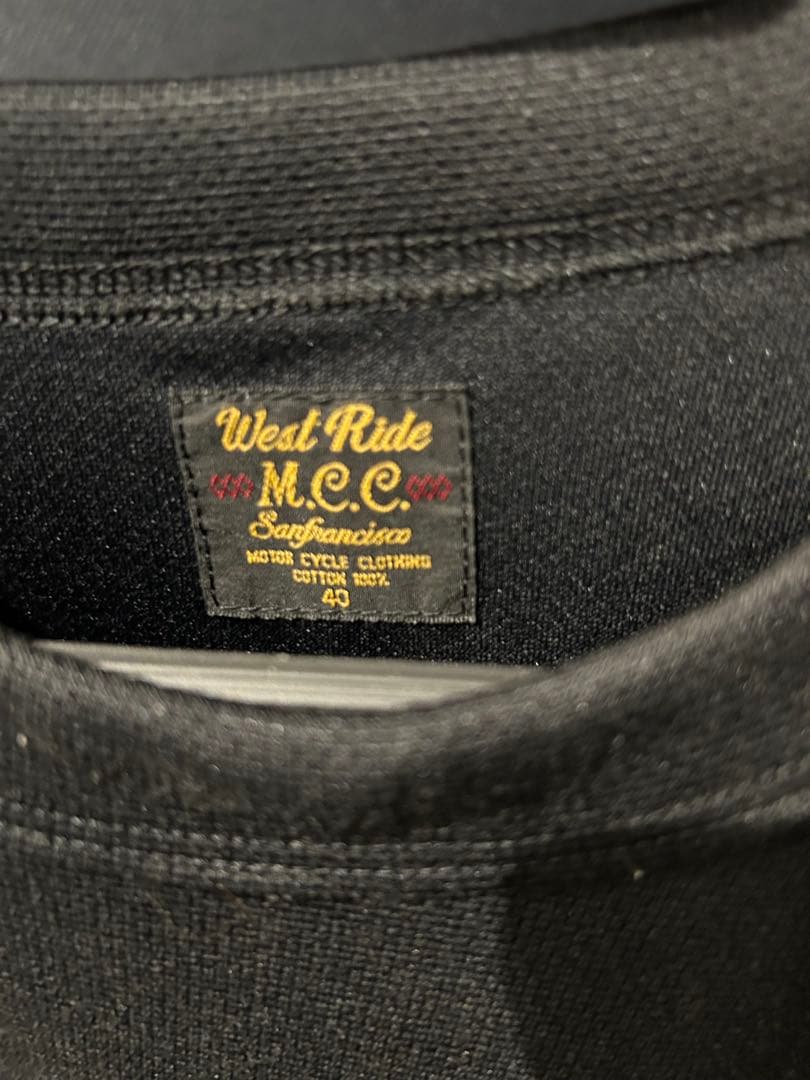 West Ride
M.C.C.
Sanfrancisco
MOTOR CYCLE CLOTHING
COTTON 100%
40